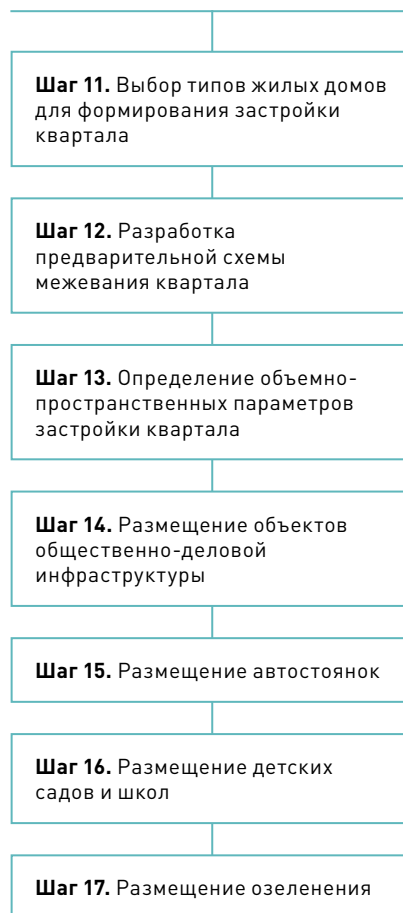 Шаг 11. Выбор типов жилых домов
для формирования застройки
квартала
Шаг 12. Разработка
предварительной схемы
межевания квартала
Шаг 13. Определение объемно-
пространственных параметров
застройки квартала
Шаг 14. Размещение объектов
общественно-деловой
инфраструктуры
Шаг 15. Размещение автостоянок
Шаг 16. Размещение детских
садов и школ
Шаг 17. Размещение озеленения